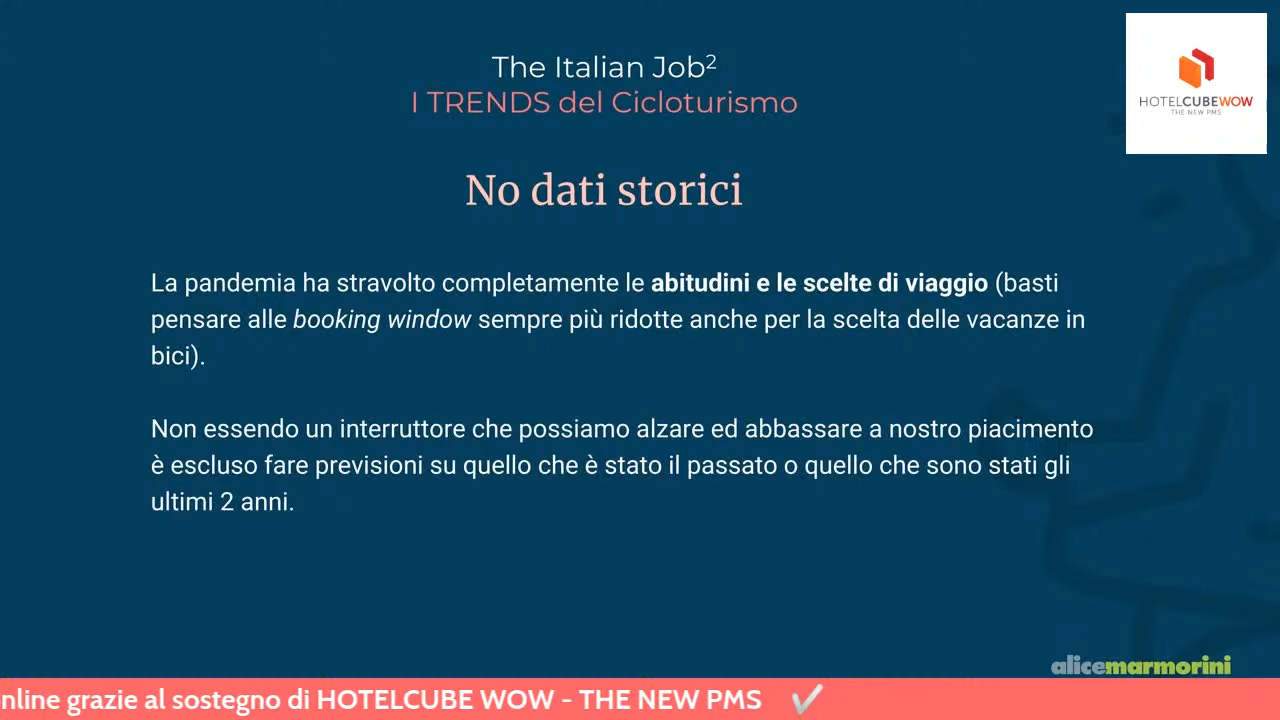 The Italian Job²
I TRENDS del Cicloturismo
HOTELCUBEWOW
THE NEW PMS
No dati storici
La pandemia ha stravolto completamente le abitudini e le scelte di viaggio (basti
pensare alle booking window sempre più ridotte anche per la scelta delle vacanze in
bici).
Non essendo un interruttore che possiamo alzare ed abbassare a nostro piacimento
è escluso fare previsioni su quello che è stato il passato o quello che sono stati gli
ultimi 2 anni.
alicemarmorini
nline grazie al sostegno di HOTELCUBE WOW - THE NEW PMS ✔